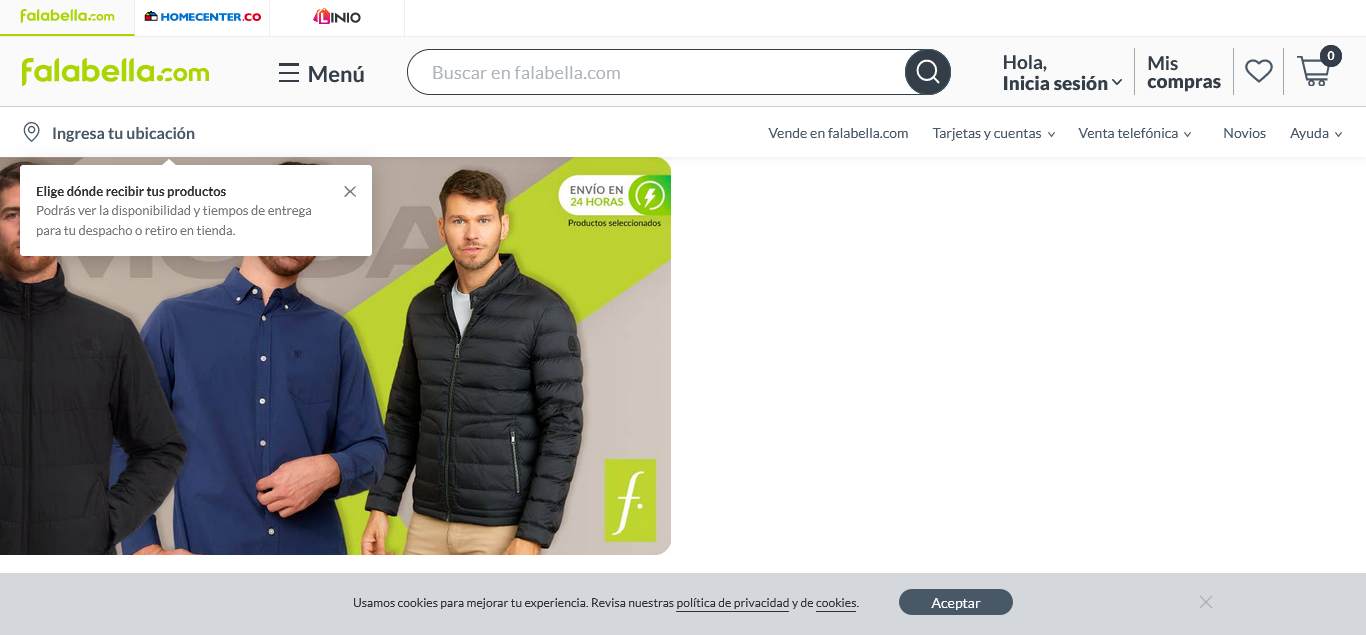 falabella.com
HOMECENTER.CO
LINIO
falabella.com
Menú
Buscar en falabella.com
Hola,
Inicia sesión
Mis
compras
0
Ingresa tu ubicación
Vende en falabella.com
Tarjetas y cuentas
Venta telefónica
Novios
Ayuda
Elige dónde recibir tus productos
Podrás ver la disponibilidad y tiempos de entrega
para tu despacho o retiro en tienda.
MODA
ENVÍO EN
24 HORAS
Productos seleccionados
f.
Usamos cookies para mejorar tu experiencia. Revisa nuestras política de privacidad y de cookies.
Aceptar